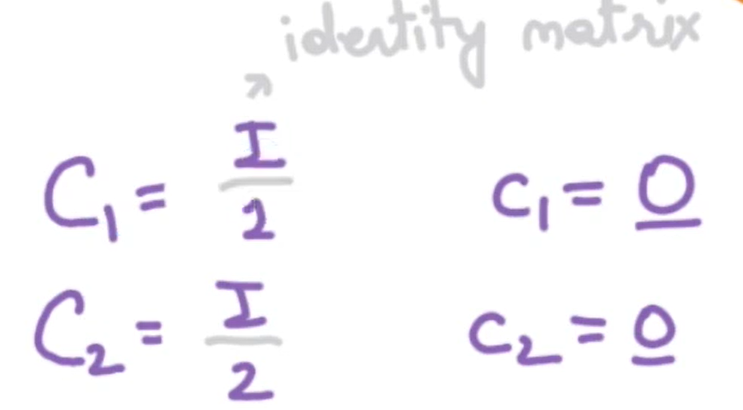 identity matrix
C₁ = I/2 c₁ = 0
C₂ = I/2 c₂ = 0